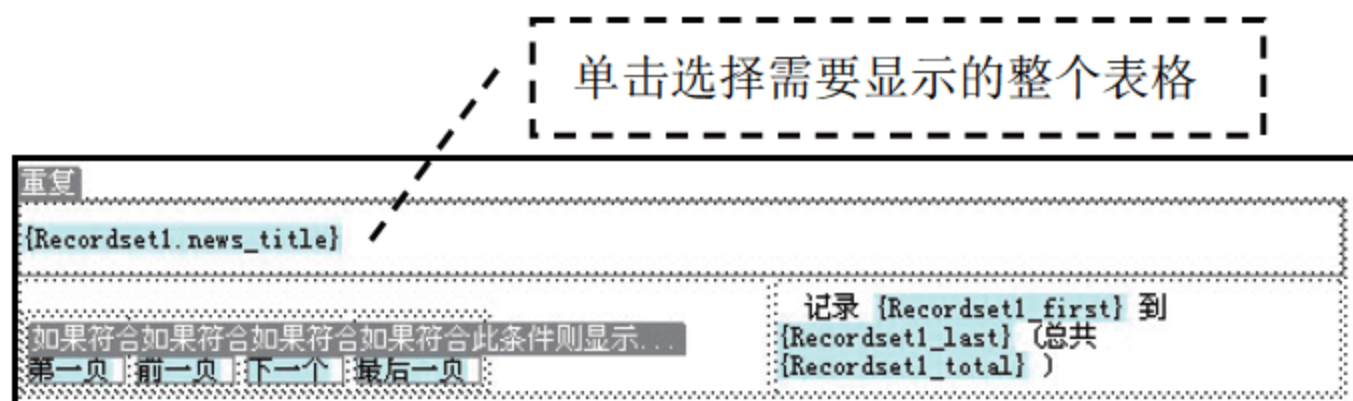 单击选择需要显示的整个表格
重复
{Recordset1.news_title}
如果符合如果符合如果符合如果符合此条件则显示...
第一页 前一页 下一个 最后一页
记录 {Recordset1_first} 到
{Recordset1_last} (总共
{Recordset1_total} )